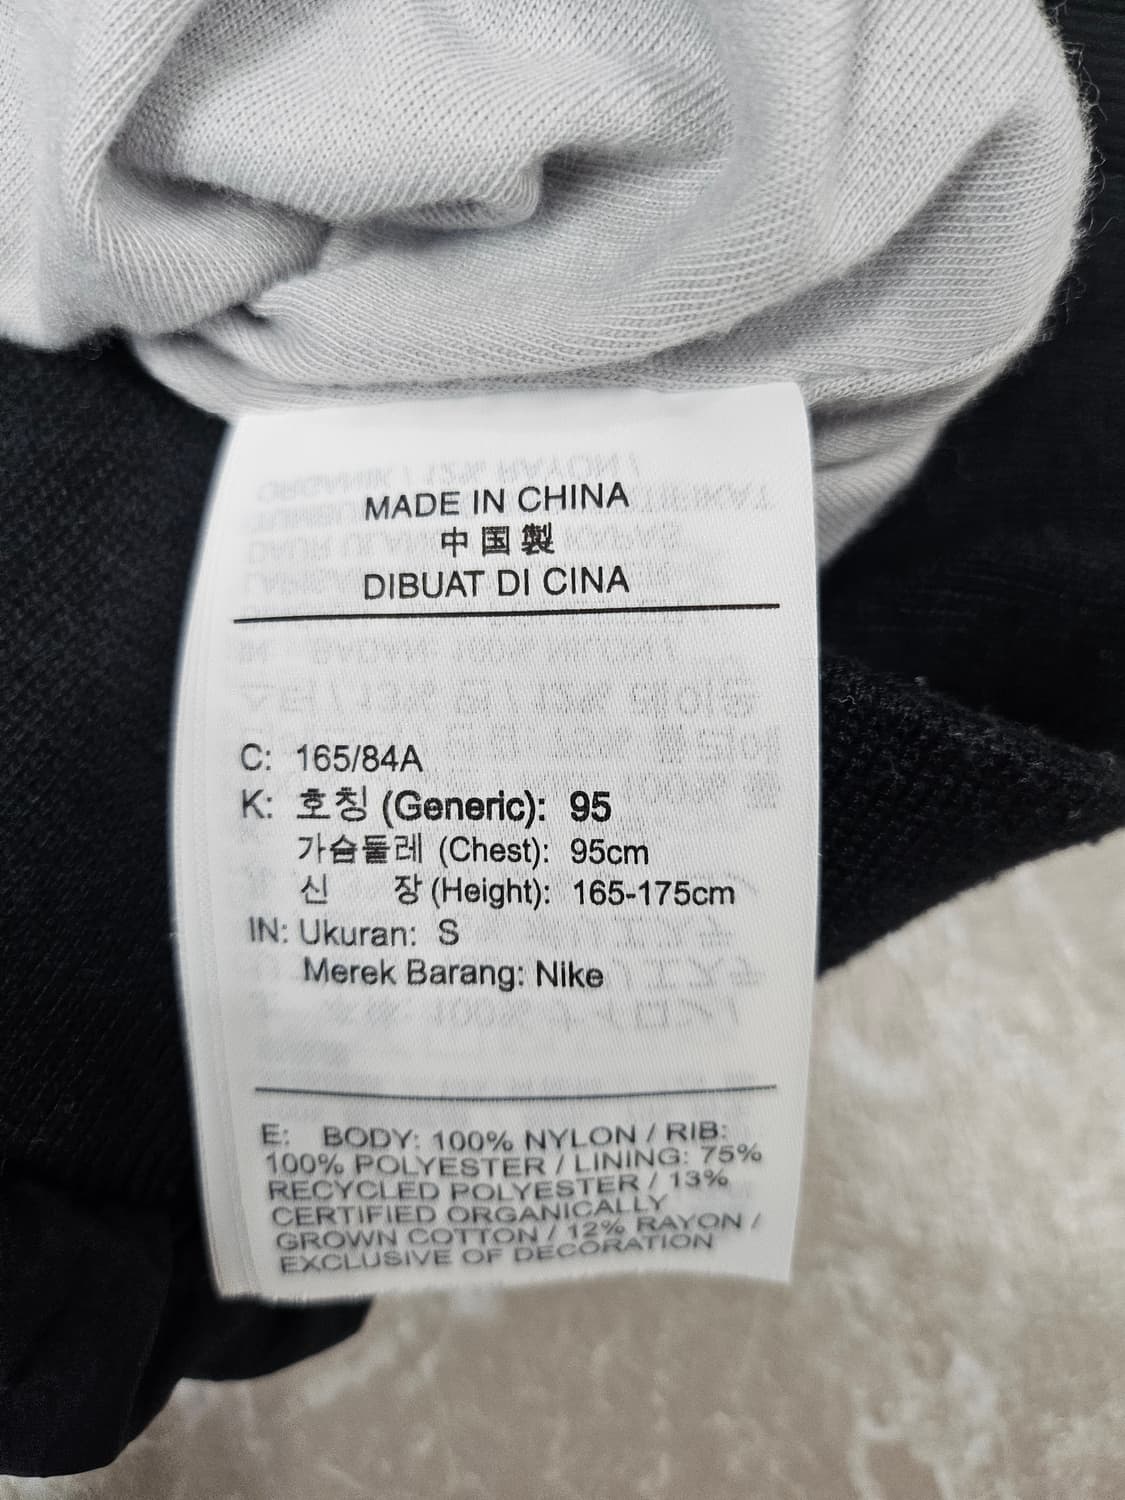 MADE IN CHINA
中国製
DIBUAT DI CINA
C: 165/84A
K: 호칭 (Generic): 95
가슴둘레 (Chest): 95cm
신 장 (Height): 165-175cm
IN: Ukuran: S
Merek Barang: Nike
E: BODY: 100% NYLON / RIB:
100% POLYESTER / LINING: 75%
RECYCLED POLYESTER / 13%
CERTIFIED ORGANICALLY
GROWN COTTON / 12% RAYON /
EXCLUSIVE OF DECORATION